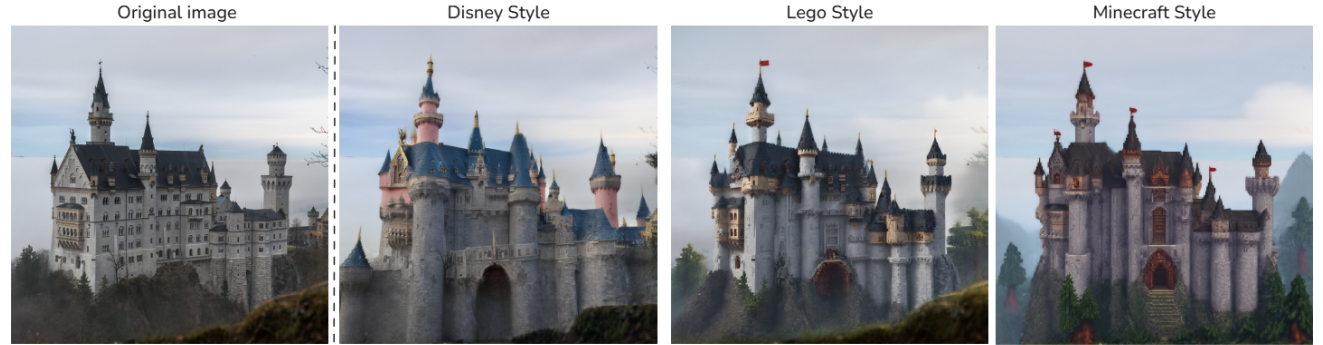 Original image
Disney Style
Lego Style
Minecraft Style